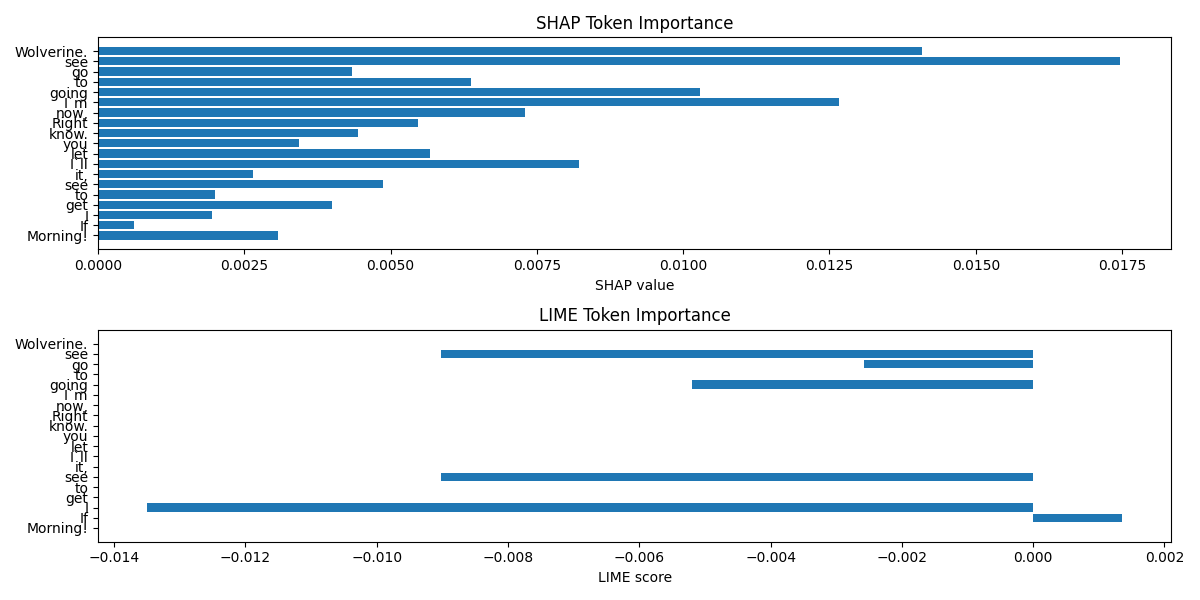 SHAP Token Importance
Wolverine.
see
go
to
going
I´m
now,
Right
know.
you
let
I´ll
it,
see
to
get
I
If
Morning!
0.0000 0.0025 0.0050 0.0075 0.0100 0.0125 0.0150 0.0175
SHAP value
LIME Token Importance
Wolverine.
see
go
to
going
I´m
now,
Right
know.
you
let
I´ll
it,
see
to
get
I
If
Morning!
−0.014 −0.012 −0.010 −0.008 −0.006 −0.004 −0.002 0.000 0.002
LIME score